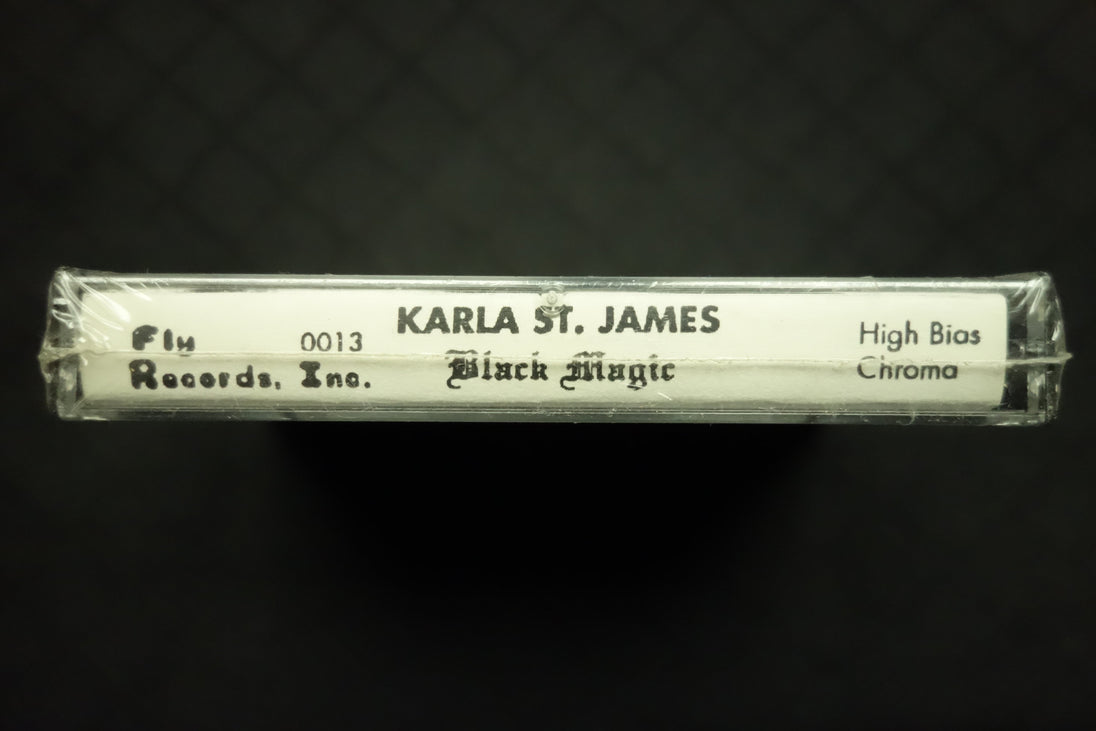 Fly 0013
Records, Inc.
KARLA ST. JAMES
Black Magic
High Bias
Chroma